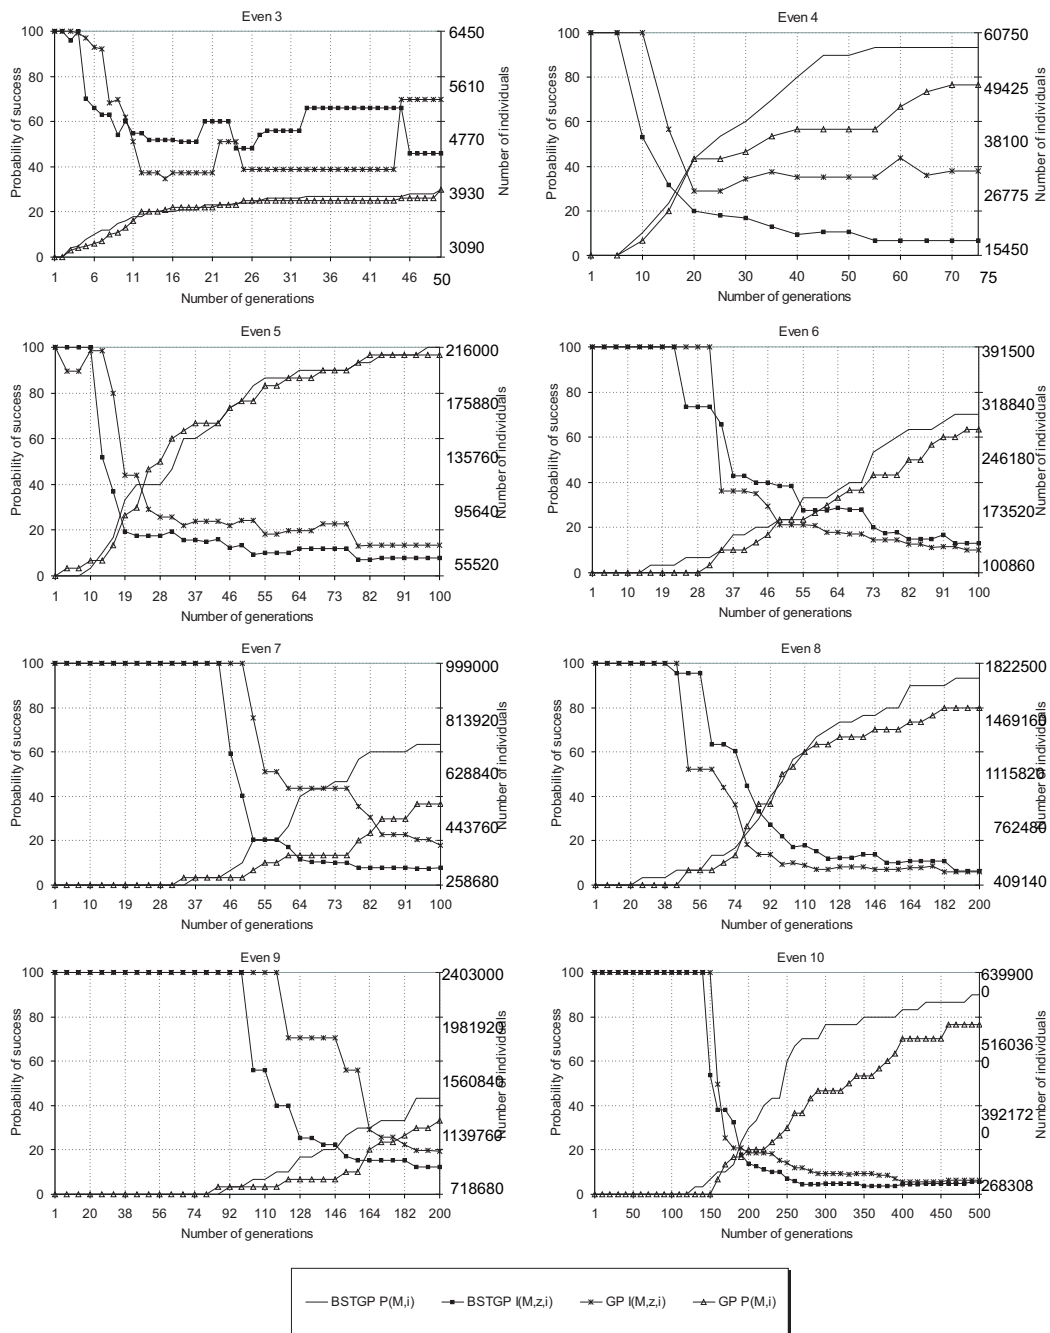 Even 3
Probability of success
100
80
60
40
20
0
6450
5610
4770
3930
3090
Number of individuals
1 6 11 16 21 26 31 36 41 46 50
Number of generations
Even 4
Probability of success
100
80
60
40
20
0
60750
49425
38100
26775
15450
Number of individuals
1 10 20 30 40 50 60 70 75
Number of generations
Even 5
Probability of success
100
80
60
40
20
0
216000
175880
135760
95640
55520
Number of individuals
1 10 19 28 37 46 55 64 73 82 91 100
Number of generations
Even 6
Probability of success
100
80
60
40
20
0
391500
318840
246180
173520
100860
Number of individuals
1 10 19 28 37 46 55 64 73 82 91 100
Number of generations
Even 7
Probability of success
100
80
60
40
20
0
999000
813920
628840
443760
258680
Number of individuals
1 10 19 28 37 46 55 64 73 82 91 100
Number of generations
Even 8
Probability of success
100
80
60
40
20
0
1822500
1469160
1115820
762480
409140
Number of individuals
1 20 38 56 74 92 110 128 146 164 182 200
Number of generations
Even 9
Probability of success
100
80
60
40
20
0
2403000
1981920
1560840
1139760
718680
Number of individuals
1 20 38 56 74 92 110 128 146 164 182 200
Number of generations
Even 10
Probability of success
100
80
60
40
20
0
639900
0
516036
0
392172
0
268308
Number of individuals
1 50 100 150 200 250 300 350 400 450 500
Number of generations
BSTGP P(M,i) BSTGP I(M,z,i) GP I(M,z,i) GP P(M,i)